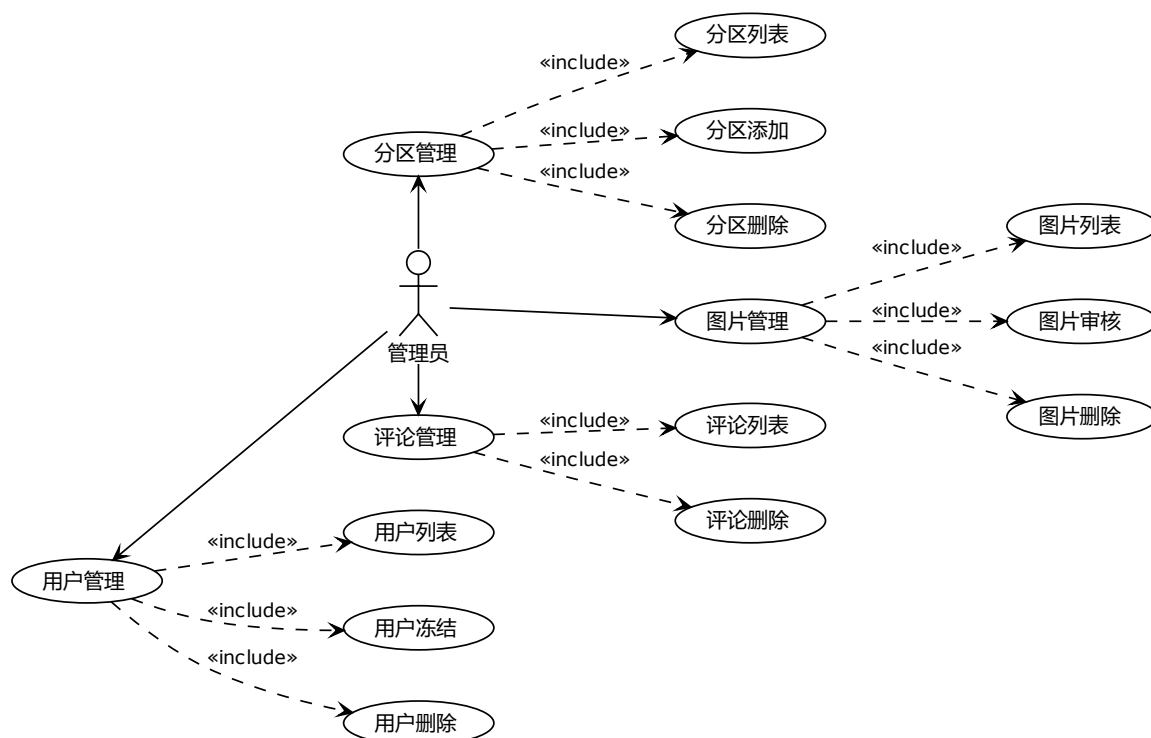 分区列表
«include»
分区添加
«include»
分区管理
«include»
分区删除
图片列表
«include»
图片管理
«include»
图片审核
«include»
图片删除
管理员
评论管理
«include»
评论列表
«include»
评论删除
用户管理
«include»
用户列表
«include»
用户冻结
«include»
用户删除